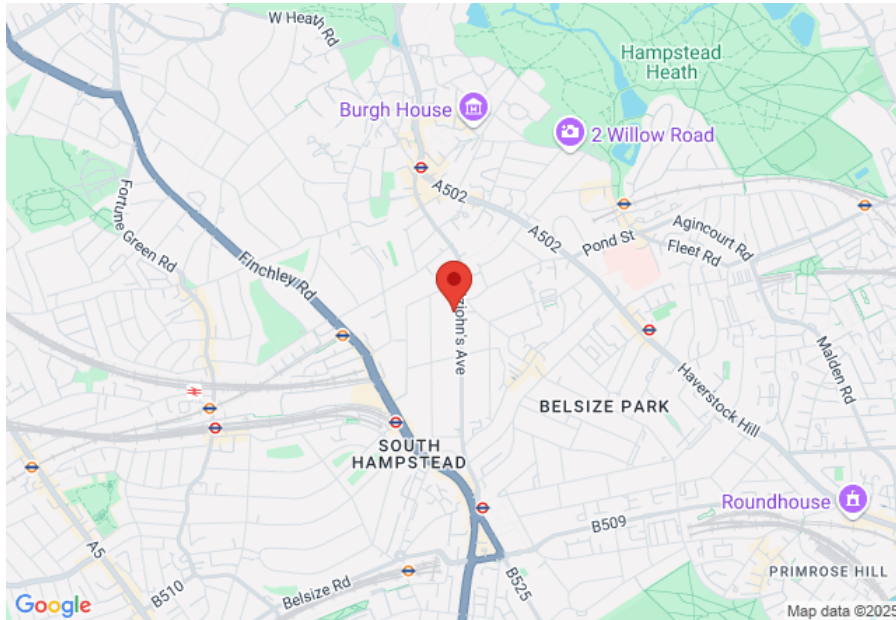 W Heath Rd
Hampstead
Heath
Burgh House
2 Willow Road
A502
A502
Fortune Green Rd
Pond St
Agincourt Rd
Fleet Rd
Finchley Rd
zjohn's Ave
Malden Rd
Haverstock Hill
BELSIZE PARK
SOUTH
HAMPSTEAD
Roundhouse
B509
A5
PRIMROSE HILL
Belsize Rd
B510
B525
Google
Map data ©2025